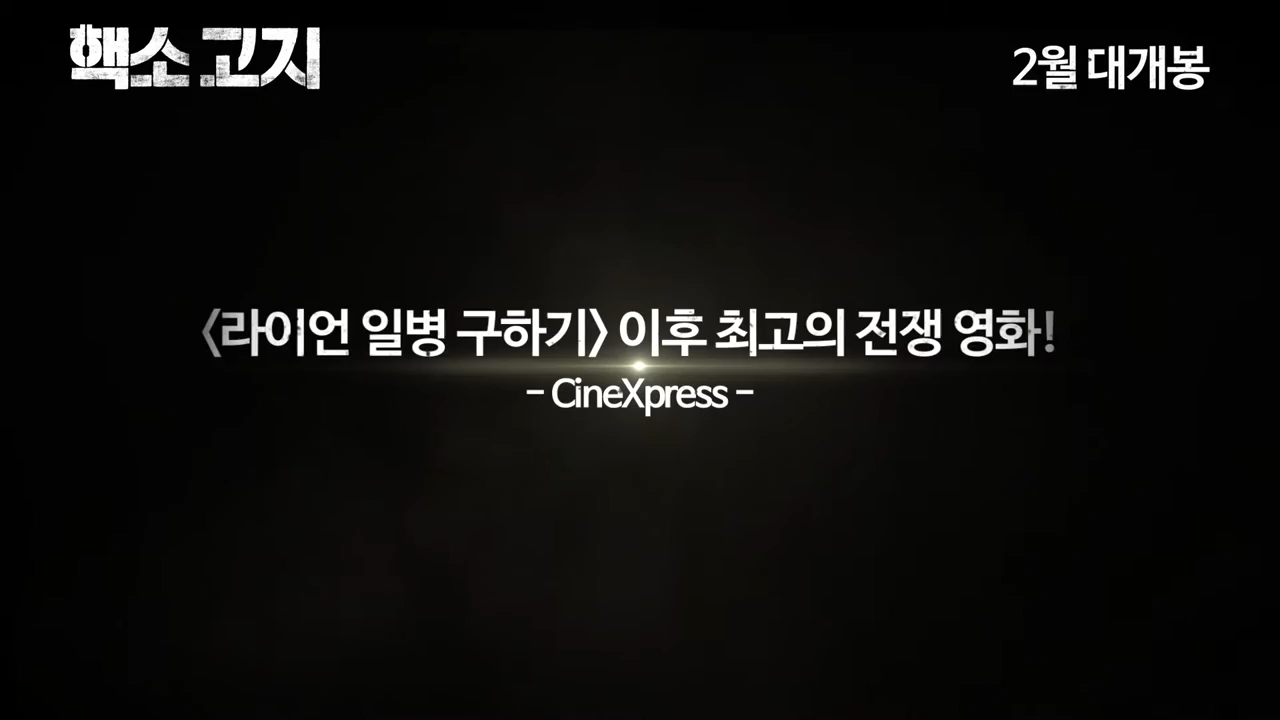 핵소 고지
2월 대개봉
〈라이언 일병 구하기〉 이후 최고의 전쟁 영화!
- CineXpress -